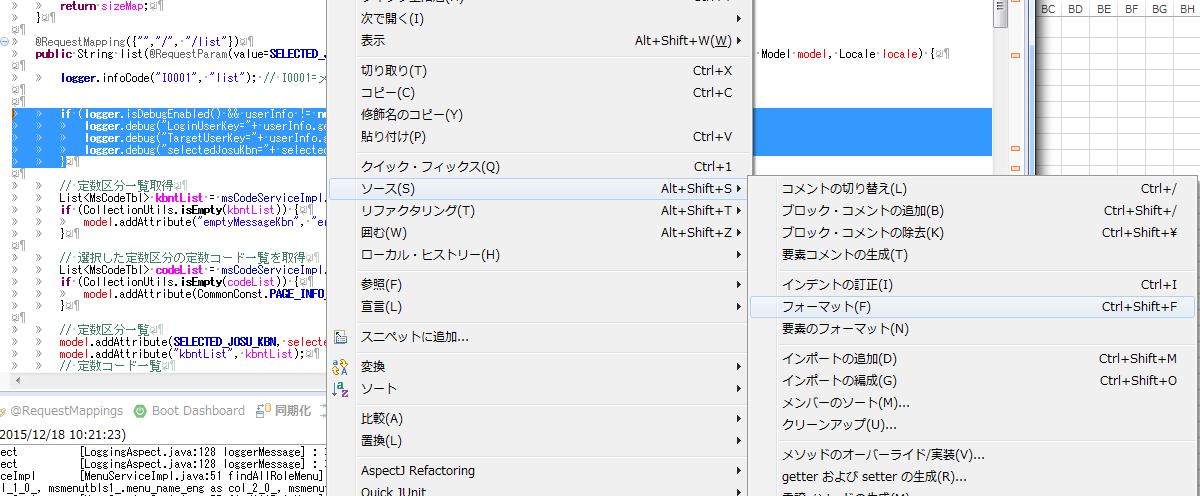 return sizeMap;
}
@RequestMapping({"","/", "/list"})
public String list(@RequestParam(value=SELECTED_J
Model model, Locale locale) {
logger.infoCode("I0001", "list"); // I0001=
if (logger.isDebugEnabled() && userInfo != nu
logger.debug("LoginUserKey="+ userInfo.ge
logger.debug("TargetUserKey="+ userInfo.g
logger.debug("selectedJosuKbn="+ selected
}
// 定数区分一覧取得
List<MsCodeTbl> kbntList = msCodeServiceImpl.
if (CollectionUtils.isEmpty(kbntList)) {
model.addAttribute("emptyMessageKbn", "e
}
// 選択した定数区分の定数コード一覧を取得
List<MsCodeTbl> codeList = msCodeServiceImpl.
if (CollectionUtils.isEmpty(codeList)) {
model.addAttribute(CommonConst.PAGE_INFO_
}
// 定数区分一覧
model.addAttribute(SELECTED_JOSU_KBN, selecte
model.addAttribute("kbntList", kbntList);
// 定数コード一覧
@RequestMappings Boot Dashboard 同期化
2015/12/18 10:21:23)
ect [LoggingAspect.java:128 loggerMessage] :
ect [LoggingAspect.java:128 loggerMessage] :
ceImpl [MenuServiceImpl.java:51 findAllRoleMenu]
l_1_0_, msmenutbls1_.menu_name_eng as col_2_0_, msmenutb
次で開く(I)
表示 Alt+Shift+W(W)
切り取り(T) Ctrl+X
コピー(C) Ctrl+C
修飾名のコピー(Y)
貼り付け(P) Ctrl+V
クイック・フィックス(Q) Ctrl+1
ソース(S) Alt+Shift+S
リファクタリング(T) Alt+Shift+T
囲む(W) Alt+Shift+Z
ローカル・ヒストリー(H)
参照(F)
宣言(L)
スニペットに追加...
変換
ソート
比較(A)
置換(L)
AspectJ Refactoring
Quick JUnit
コメントの切り替え(L) Ctrl+/
ブロック・コメントの追加(B) Ctrl+Shift+/
ブロック・コメントの除去(K) Ctrl+Shift+¥
要素コメントの生成(T)
インデントの訂正(I) Ctrl+I
フォーマット(F) Ctrl+Shift+F
要素のフォーマット(N)
インポートの追加(D) Ctrl+Shift+M
インポートの編成(G) Ctrl+Shift+O
メンバーのソート(M)...
クリーンアップ(U)...
メソッドのオーバーライド/実装(V)...
getter および setter の生成(R)...
BC BD BE BF BG BH